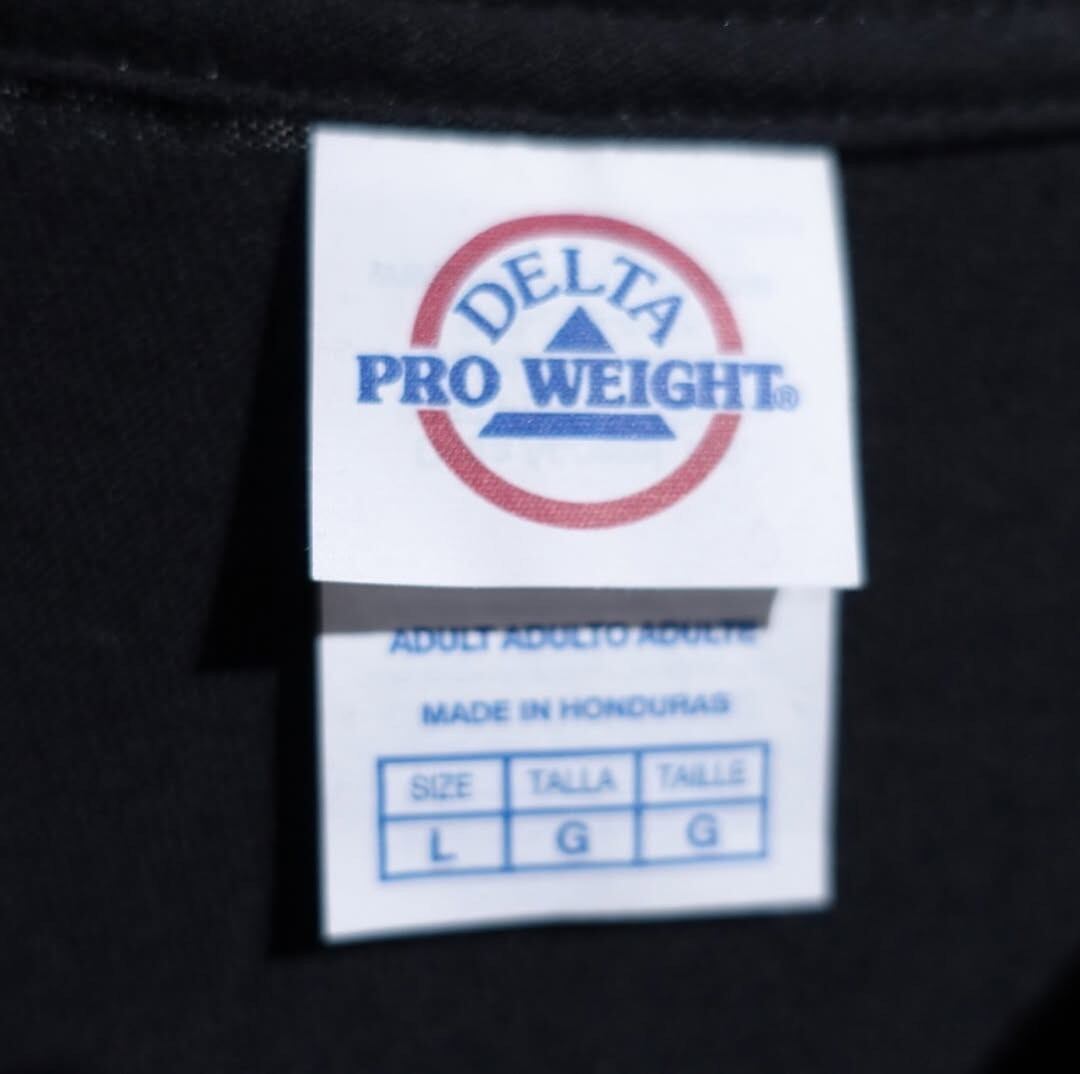 DELTA
PRO WEIGHT®
ADULT ADULTO ADULTE
MADE IN HONDURAS
SIZE TALLA TAILLE
L G G